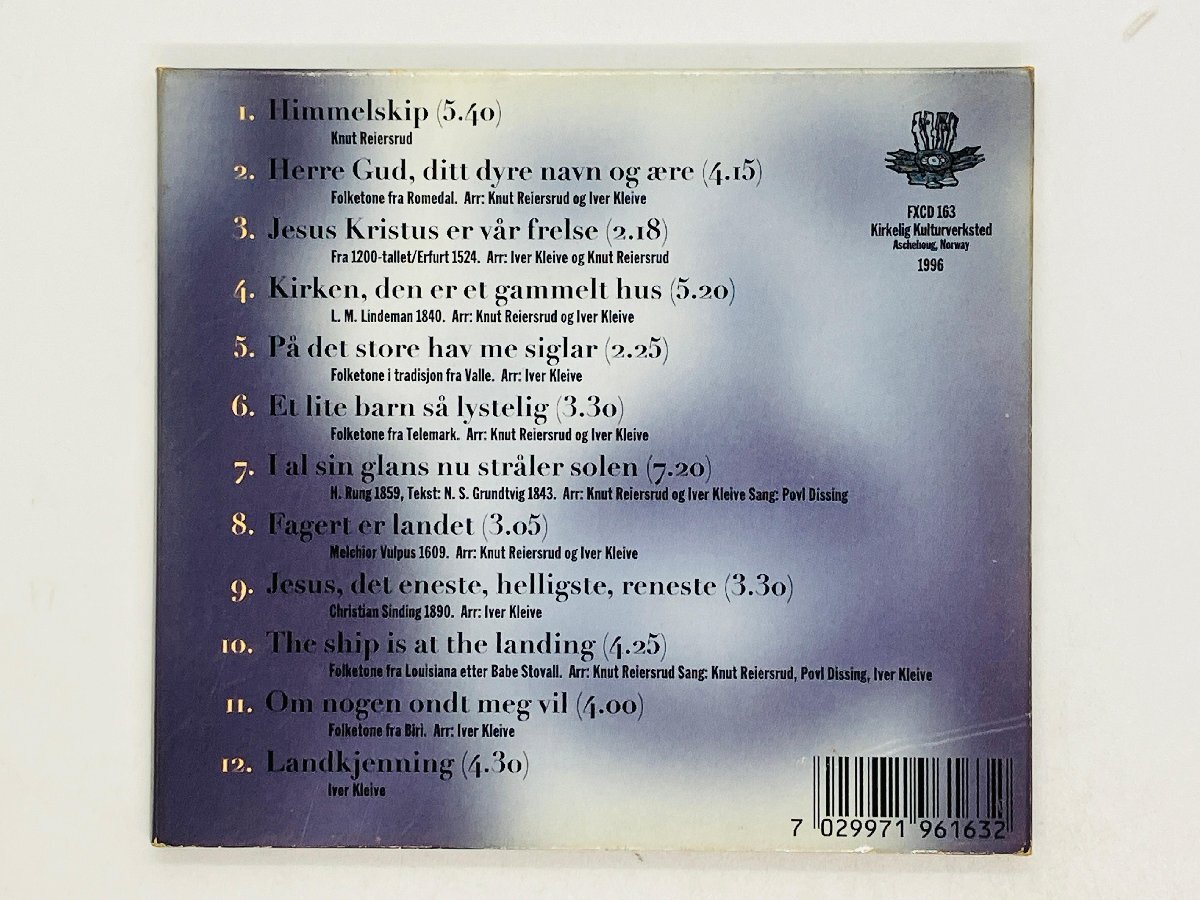 1. Himmelskip (5.40)
Knut Reiersrud
2. Herre Gud, ditt dyre navn og ære (4.15)
Folketone fra Romedal. Arr: Knut Reiersrud og Iver Kleive
3. Jesus Kristus er vår frelse (2.18)
Fra 1200-tallet/Erfurt 1524. Arr: Iver Kleive og Knut Reiersrud
4. Kirken, den er et gammelt hus (5.20)
L. M. Lindeman 1840. Arr: Knut Reiersrud og Iver Kleive
5. På det store hav me siglar (2.25)
Folketone i tradisjon fra Valle. Arr: Iver Kleive
6. Et lite barn så lystelig (3.30)
Folketone fra Telemark. Arr: Knut Reiersrud og Iver Kleive
7. I al sin glans nu stråler solen (7.20)
H. Rung 1859, Tekst: N. S. Grundtvig 1843. Arr: Knut Reiersrud og Iver Kleive Sang: Povl Dissing
8. Fagert er landet (3.05)
Melchior Vulpus 1609. Arr: Knut Reiersrud og Iver Kleive
9. Jesus, det eneste, helligste, reneste (3.30)
Christian Sinding 1890. Arr: Iver Kleive
10. The ship is at the landing (4.25)
Folketone fra Louisiana etter Babe Stovall. Arr: Knut Reiersrud Sang: Knut Reiersrud, Povl Dissing, Iver Kleive
11. Om nogen ondt meg vil (4.00)
Folketone fra Biri. Arr: Iver Kleive
12. Landkjenning (4.30)
Iver Kleive
FXCD 163
Kirkelig Kulturverksted
Aschehoug, Norway
1996
7 029971 961632